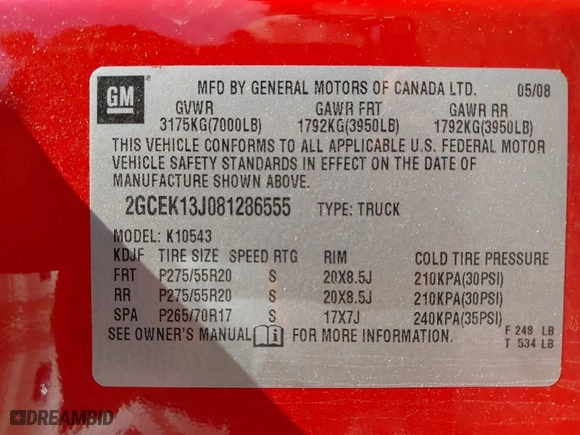 GM ®
MFD BY GENERAL MOTORS OF CANADA LTD. 05/08
GVWR GAWR FRT GAWR RR
3175KG(7000LB) 1792KG(3950LB) 1792KG(3950LB)
THIS VEHICLE CONFORMS TO ALL APPLICABLE U.S. FEDERAL MOTOR
VEHICLE SAFETY STANDARDS IN EFFECT ON THE DATE OF
MANUFACTURE SHOWN ABOVE.
2GCEK13J081286555 TYPE: TRUCK
MODEL: K10543
KDJF TIRE SIZE SPEED RTG RIM COLD TIRE PRESSURE
FRT P275/55R20 S 20X8.5J 210KPA(30PSI)
RR P275/55R20 S 20X8.5J 210KPA(30PSI)
SPA P265/70R17 S 17X7J 240KPA(35PSI)
SEE OWNER'S MANUAL i FOR MORE INFORMATION.
F 249 LB
T 534 LB
DREAMBID